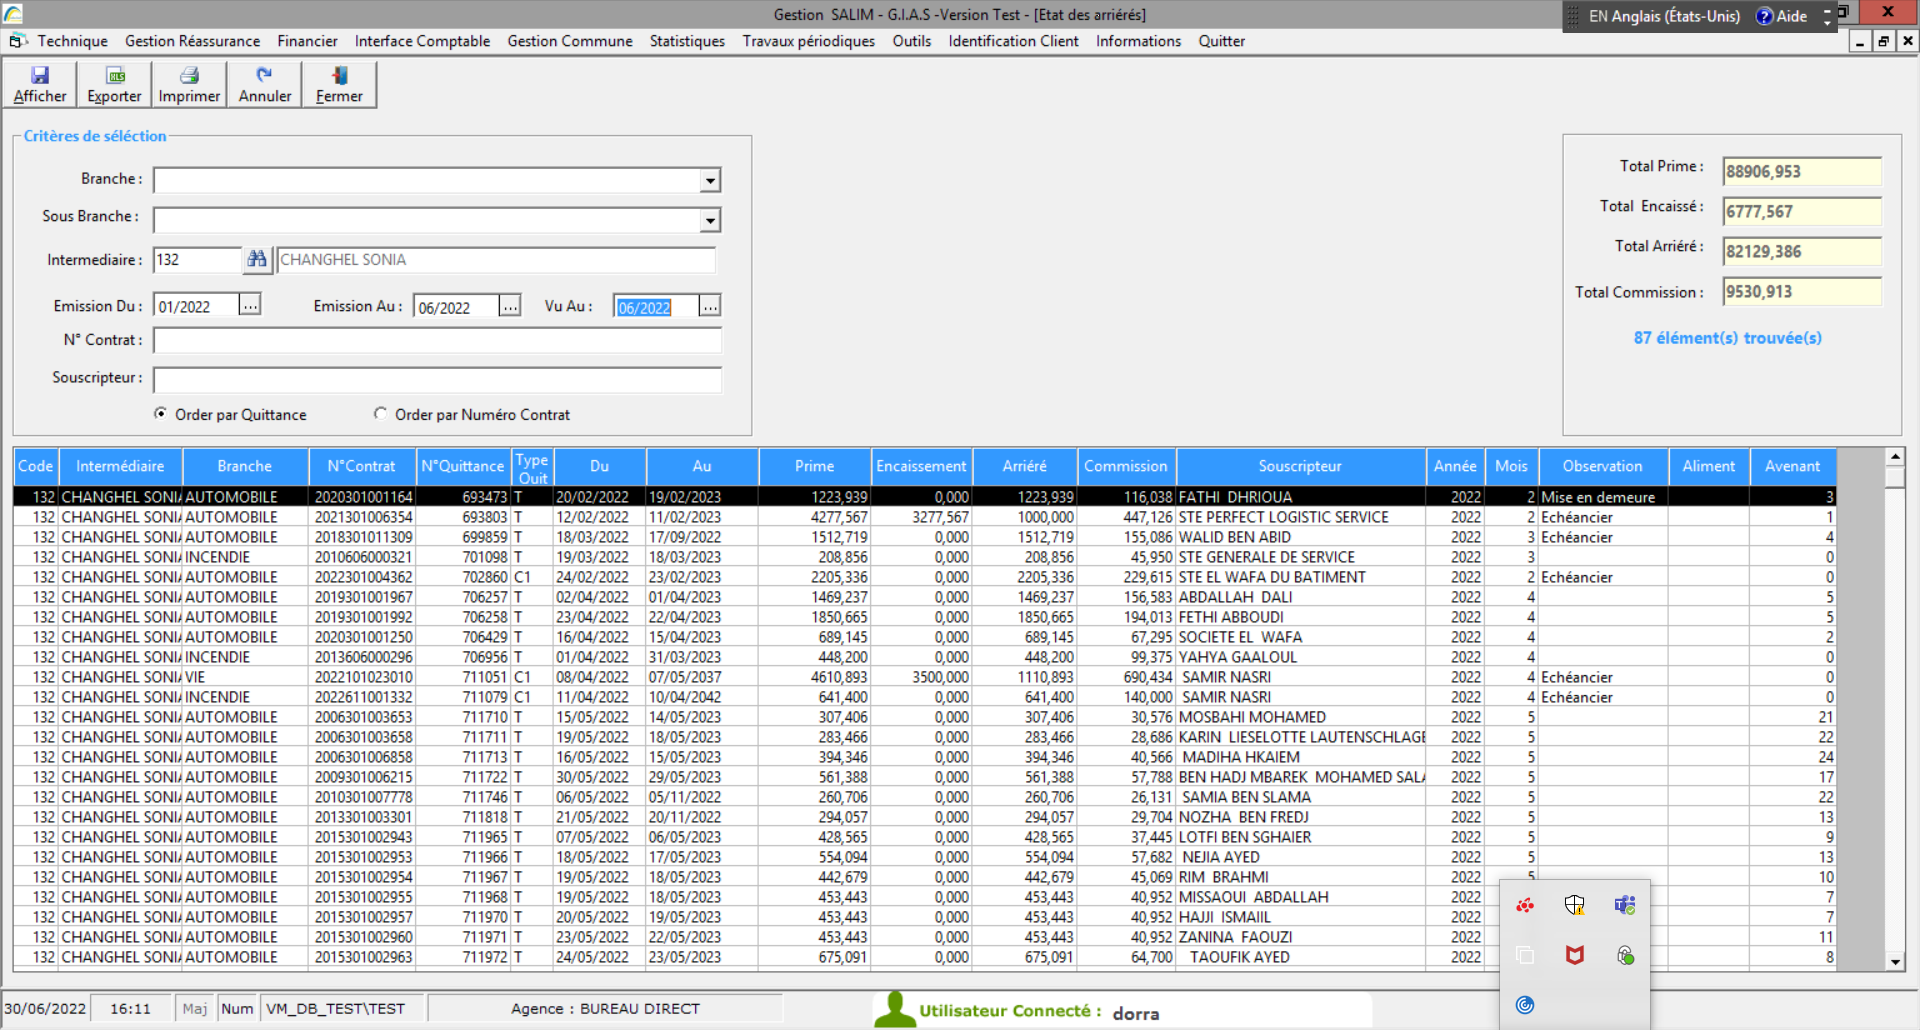 Gestion SALIM - G.I.A.S -Version Test - [Etat des arriérés]
EN Anglais (États-Unis) Aide
Technique Gestion Réassurance Financier Interface Comptable Gestion Commune Statistiques Travaux périodiques Outils Identification Client Informations Quitter
Afficher Exporter Imprimer Annuler Fermer
Critères de séléction
Branche :
Sous Branche :
Intermediaire : 132 CHANGHEL SONIA
Emission Du : 01/2022 ... Emission Au : 06/2022 ... Vu Au : 06/2022 ...
N° Contrat :
Souscripteur :
Order par Quittance Order par Numéro Contrat
Total Prime : 88906,953
Total Encaissé : 6777,567
Total Arriéré : 82129,386
Total Commission : 9530,913
87 élément(s) trouvée(s)
Code Intermédiaire Branche N°Contrat N°Quittance Type Quit Du Au Prime Encaissement Arriéré Commission Souscripteur Année Mois Observation Aliment Avenant
132 CHANGHEL SONIA AUTOMOBILE 2020301001164 693473 T 20/02/2022 19/02/2023 1223,939 0,000 1223,939 116,038 FATHI DHRIOUA 2022 2 Mise en demeure 3
132 CHANGHEL SONIA AUTOMOBILE 2021301006354 693803 T 12/02/2022 11/02/2023 4277,567 3277,567 1000,000 447,126 STE PERFECT LOGISTIC SERVICE 2022 2 Echéancier 1
132 CHANGHEL SONIA AUTOMOBILE 2018301011309 699859 T 18/03/2022 17/09/2022 1512,719 0,000 1512,719 155,086 WALID BEN ABID 2022 3 Echéancier 4
132 CHANGHEL SONIA INCENDIE 2010606000321 701098 T 19/03/2022 18/03/2023 208,856 0,000 208,856 45,950 STE GENERALE DE SERVICE 2022 3 0
132 CHANGHEL SONIA AUTOMOBILE 2022301004362 702860 C1 24/02/2022 23/02/2023 2205,336 0,000 2205,336 229,615 STE EL WAFA DU BATIMENT 2022 2 Echéancier 0
132 CHANGHEL SONIA AUTOMOBILE 2019301001967 706257 T 02/04/2022 01/04/2023 1469,237 0,000 1469,237 156,583 ABDALLAH DALI 2022 4 5
132 CHANGHEL SONIA AUTOMOBILE 2019301001992 706258 T 23/04/2022 22/04/2023 1850,665 0,000 1850,665 194,013 FETHI ABBOUDI 2022 4 5
132 CHANGHEL SONIA AUTOMOBILE 2020301001250 706429 T 16/04/2022 15/04/2023 689,145 0,000 689,145 67,295 SOCIETE EL WAFA 2022 4 2
132 CHANGHEL SONIA INCENDIE 2013606000296 706956 T 01/04/2022 31/03/2023 448,200 0,000 448,200 99,375 YAHYA GAALOUL 2022 4 0
132 CHANGHEL SONIA VIE 2022101023010 711051 C1 08/04/2022 07/05/2037 4610,893 3500,000 1110,893 690,434 SAMIR NASRI 2022 4 Echéancier 0
132 CHANGHEL SONIA INCENDIE 2022611001332 711079 C1 11/04/2022 10/04/2042 641,400 0,000 641,400 140,000 SAMIR NASRI 2022 4 Echéancier 0
132 CHANGHEL SONIA AUTOMOBILE 2006301003653 711710 T 15/05/2022 14/05/2023 307,406 0,000 307,406 30,576 MOSBAHI MOHAMED 2022 5 21
132 CHANGHEL SONIA AUTOMOBILE 2006301003658 711711 T 19/05/2022 18/05/2023 283,466 0,000 283,466 28,686 KARIN LIESELOTTE LAUTENSCHLAGE 2022 5 22
132 CHANGHEL SONIA AUTOMOBILE 2006301006858 711713 T 16/05/2022 15/05/2023 394,346 0,000 394,346 40,566 MADIHA HKAIEM 2022 5 24
132 CHANGHEL SONIA AUTOMOBILE 2009301006215 711722 T 30/05/2022 29/05/2023 561,388 0,000 561,388 57,788 BEN HADJ MBAREK MOHAMED SALA 2022 5 17
132 CHANGHEL SONIA AUTOMOBILE 2010301007778 711746 T 06/05/2022 05/11/2022 260,706 0,000 260,706 26,131 SAMIA BEN SLAMA 2022 5 22
132 CHANGHEL SONIA AUTOMOBILE 2013301003301 711818 T 21/05/2022 20/11/2022 294,057 0,000 294,057 29,704 NOZHA BEN FREDJ 2022 5 13
132 CHANGHEL SONIA AUTOMOBILE 2015301002943 711965 T 07/05/2022 06/05/2023 428,565 0,000 428,565 37,445 LOTFI BEN SGHAIER 2022 5 9
132 CHANGHEL SONIA AUTOMOBILE 2015301002953 711966 T 18/05/2022 17/05/2023 554,094 0,000 554,094 57,682 NEJIA AYED 2022 5 13
132 CHANGHEL SONIA AUTOMOBILE 2015301002954 711967 T 19/05/2022 18/05/2023 442,679 0,000 442,679 45,069 RIM BRAHMI 2022 5 10
132 CHANGHEL SONIA AUTOMOBILE 2015301002955 711968 T 19/05/2022 18/05/2023 453,443 0,000 453,443 40,952 MISSAOUI ABDALLAH 2022 7
132 CHANGHEL SONIA AUTOMOBILE 2015301002957 711970 T 20/05/2022 19/05/2023 453,443 0,000 453,443 40,952 HAJJI ISMAIIL 2022 7
132 CHANGHEL SONIA AUTOMOBILE 2015301002960 711971 T 23/05/2022 22/05/2023 453,443 0,000 453,443 40,952 ZANINA FAOUZI 2022 11
132 CHANGHEL SONIA AUTOMOBILE 2015301002963 711972 T 24/05/2022 23/05/2023 675,091 0,000 675,091 64,700 TAOUFIK AYED 2022 8
30/06/2022 16:11 Maj Num VM_DB_TEST\TEST Agence : BUREAU DIRECT Utilisateur Connecté : dorra